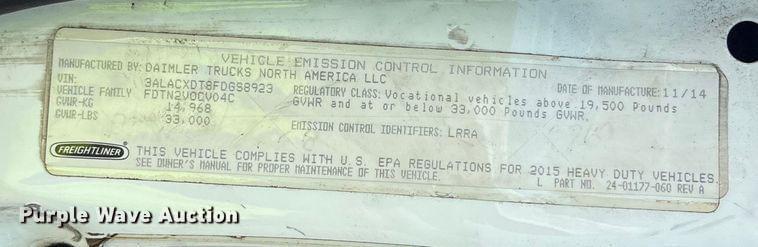 VEHICLE EMISSION CONTROL INFORMATION
MANUFACTURED BY: DAIMLER TRUCKS NORTH AMERICA LLC DATE OF MANUFACTURE: 11/14
VIN: 3ALACXDT8FDGS8923 REGULATORY CLASS: Vocational vehicles above 19,500 Pounds
VEHICLE FAMILY FDTN2VOCV04C GVWR and at or below 33,000 Pounds GVWR.
GVWR-KG 14,968
GVWR-LBS 33,000 EMISSION CONTROL IDENTIFIERS: LRRA
FREIGHTLINER THIS VEHICLE COMPLIES WITH U.S. EPA REGULATIONS FOR 2015 HEAVY DUTY VEHICLES
SEE OWNER'S MANUAL FOR PROPER MAINTENANCE OF THIS VEHICLE.
L PART NO. 24-01177-060 REV A
Purple Wave Auction